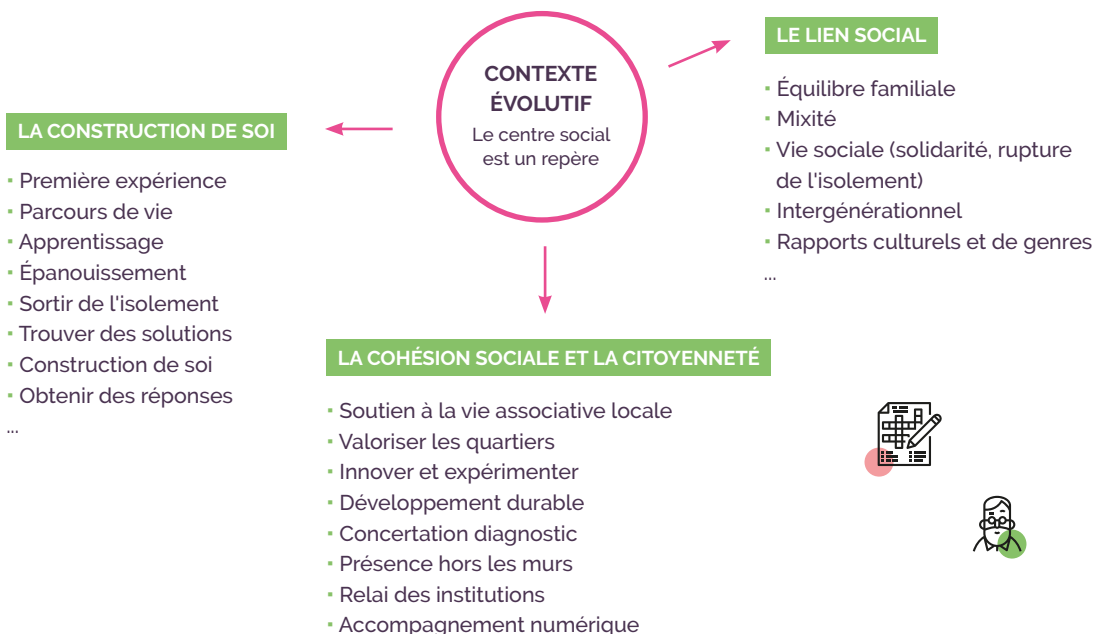 CONTEXTE
ÉVOLUTIF
Le centre social
est un repère
LA CONSTRUCTION DE SOI
▪ Première expérience
▪ Parcours de vie
▪ Apprentissage
▪ Épanouissement
▪ Sortir de l'isolement
▪ Trouver des solutions
▪ Construction de soi
▪ Obtenir des réponses
...
LE LIEN SOCIAL
▪ Équilibre familiale
▪ Mixité
▪ Vie sociale (solidarité, rupture
de l'isolement)
▪ Intergénérationnel
▪ Rapports culturels et de genres
...
LA COHÉSION SOCIALE ET LA CITOYENNETÉ
▪ Soutien à la vie associative locale
▪ Valoriser les quartiers
▪ Innover et expérimenter
▪ Développement durable
▪ Concertation diagnostic
▪ Présence hors les murs
▪ Relai des institutions
▪ Accompagnement numérique